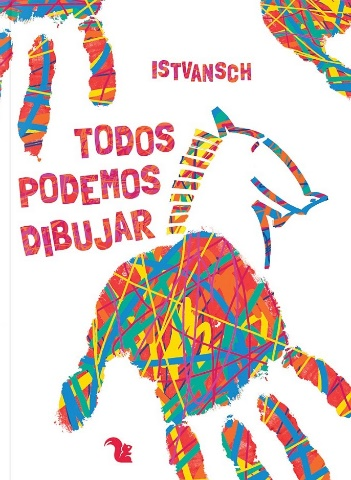 ISTVANSCH
TODOS
PODEMOS
DIBUJAR